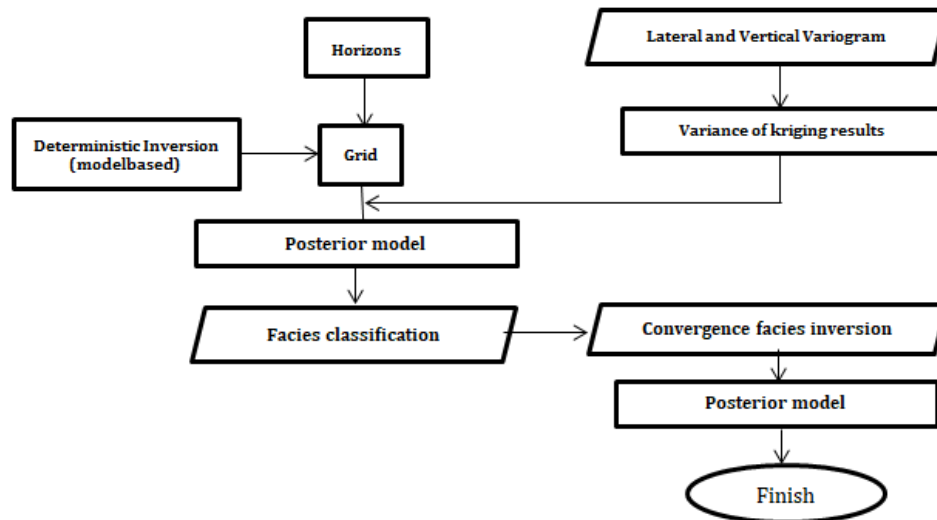 Horizons
Lateral and Vertical Variogram
Deterministic Inversion
(modelbased)
Grid
Variance of kriging results
Posterior model
Facies classification
Convergence facies inversion
Posterior model
Finish